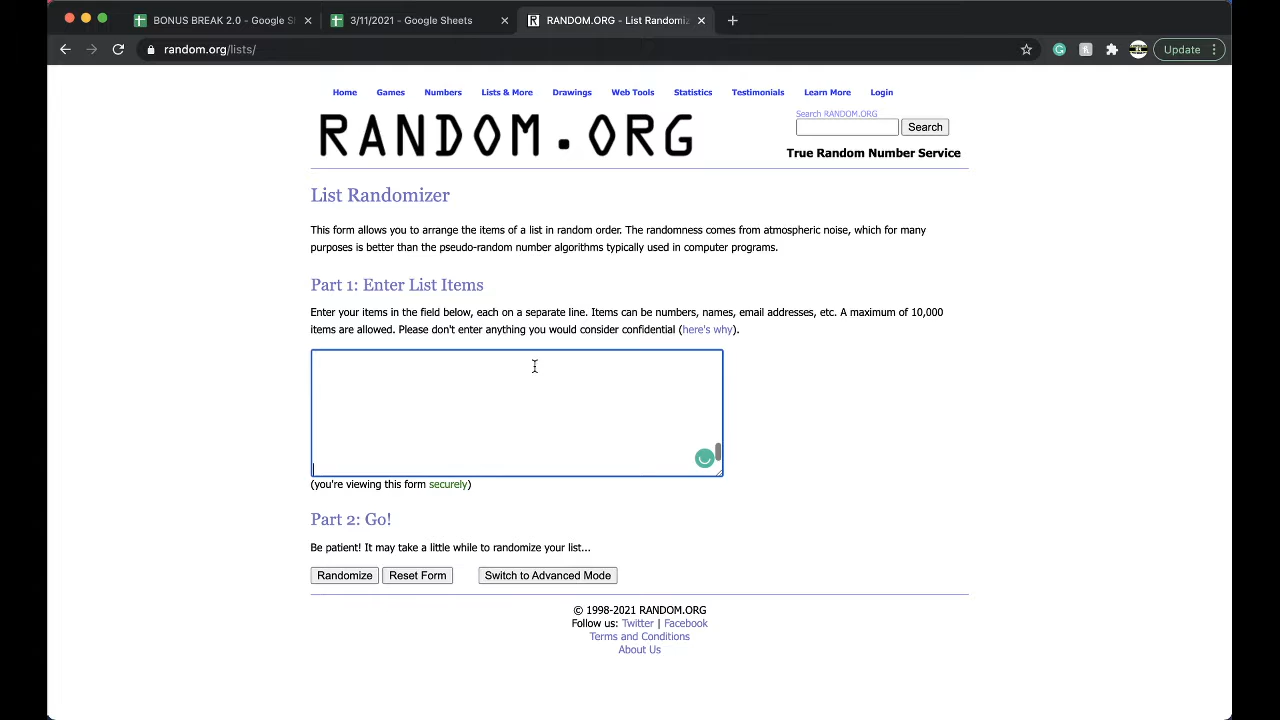 BONUS BREAK 2.0 - Google S
3/11/2021 - Google Sheets
RANDOM.ORG - List Randomiz
random.org/lists/
Update
Home Games Numbers Lists & More Drawings Web Tools Statistics Testimonials Learn More Login
RANDOM.ORG
Search RANDOM.ORG
Search
True Random Number Service
List Randomizer
This form allows you to arrange the items of a list in random order. The randomness comes from atmospheric noise, which for many
purposes is better than the pseudo-random number algorithms typically used in computer programs.
Part 1: Enter List Items
Enter your items in the field below, each on a separate line. Items can be numbers, names, email addresses, etc. A maximum of 10,000
items are allowed. Please don't enter anything you would consider confidential (here's why).
(you're viewing this form securely)
Part 2: Go!
Be patient! It may take a little while to randomize your list...
Randomize Reset Form Switch to Advanced Mode
© 1998-2021 RANDOM.ORG
Follow us: Twitter | Facebook
Terms and Conditions
About Us